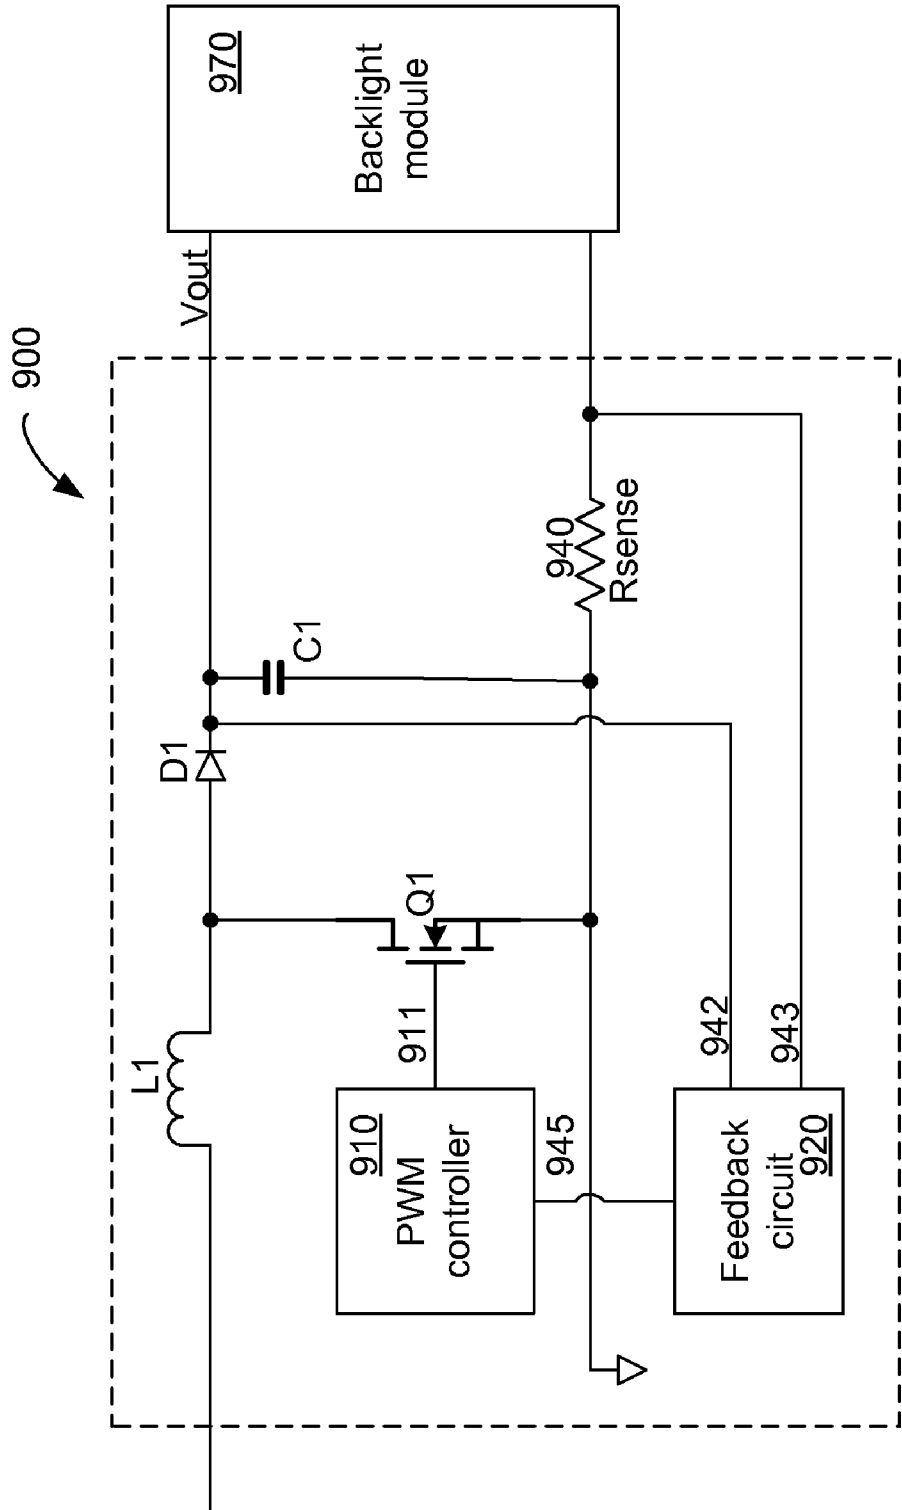 900
L1
D1
Vout
970
Backlight
module
C1
Q1
911
910
PWM
controller
940
Rsense
945
942
943
Feedback
circuit
920